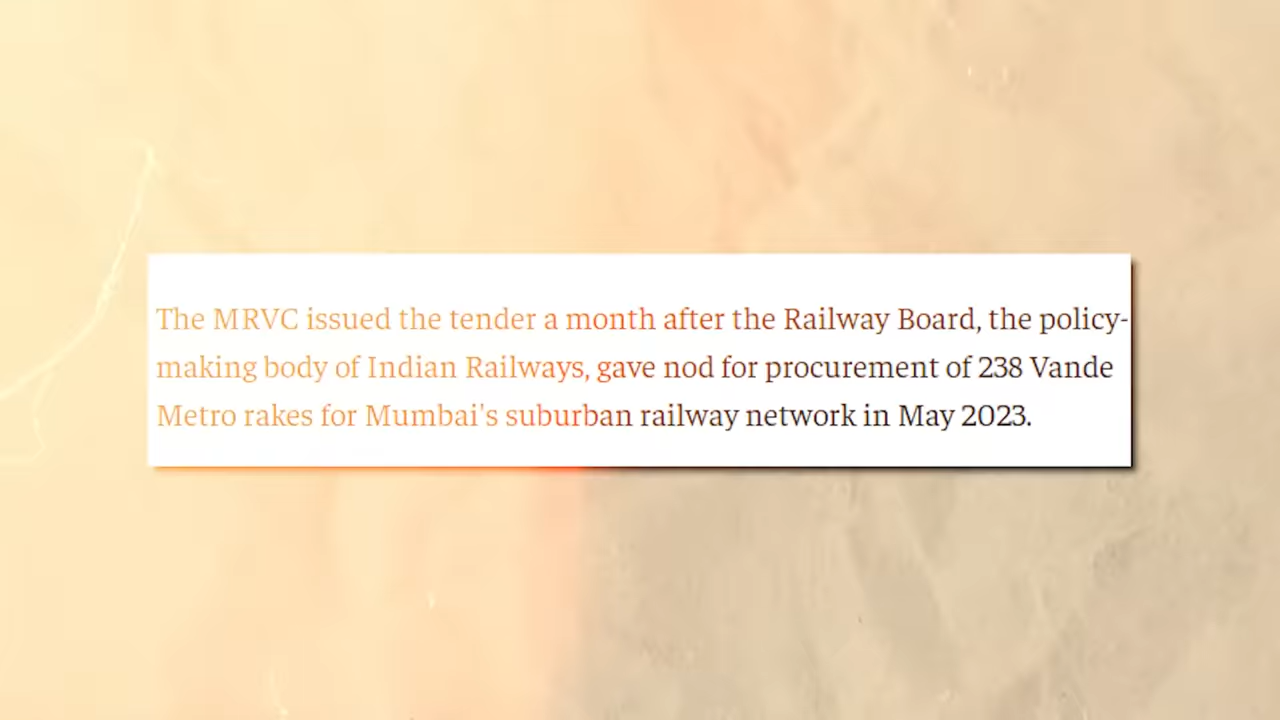 The MRVC issued the tender a month after the Railway Board, the policy-
making body of Indian Railways, gave nod for procurement of 238 Vande
Metro rakes for Mumbai's suburban railway network in May 2023.